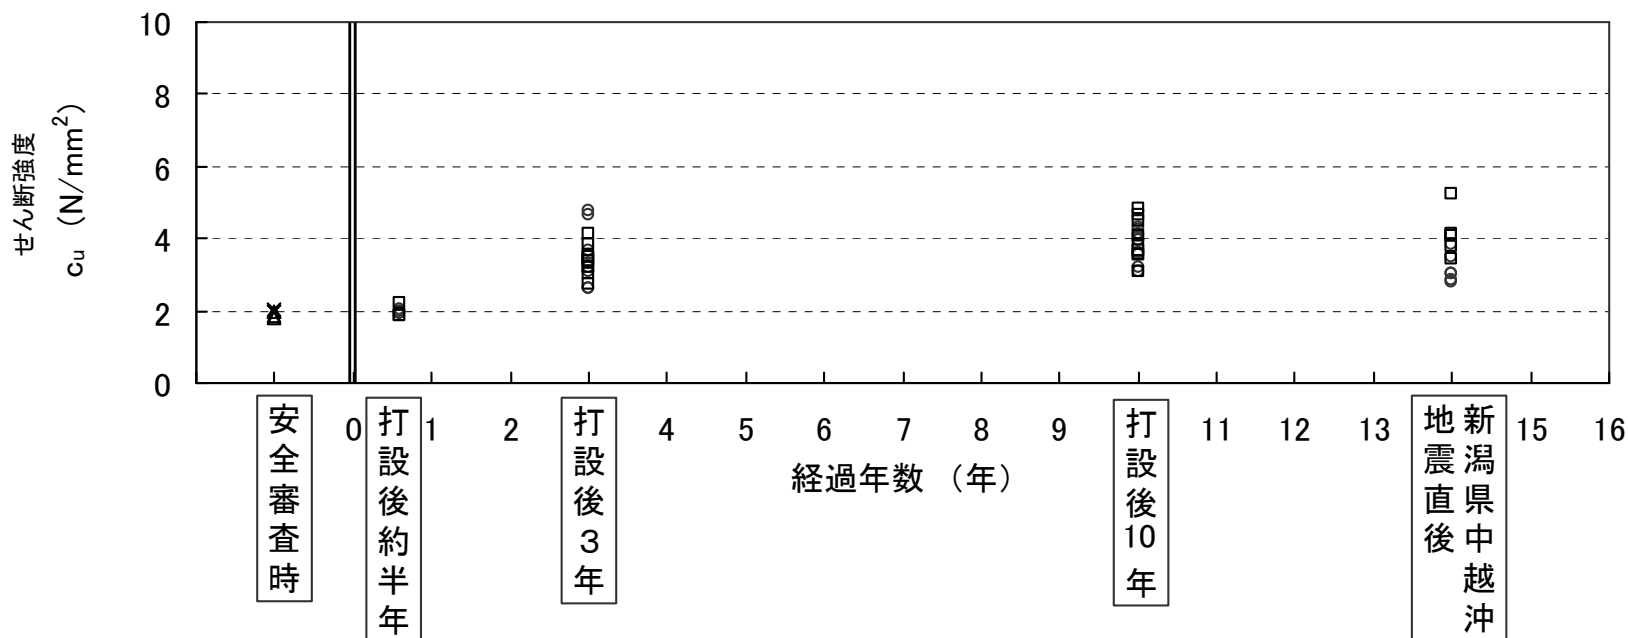 せん断強度
cu (N/mm2)
10
8
6
4
2
0
0
1
2
4
5
6
7
8
9
11
12
13
15
16
安全審査時
打設後約半年
打設後3年
打設後10年
新潟県中越沖
地震直後
経過年数 (年)